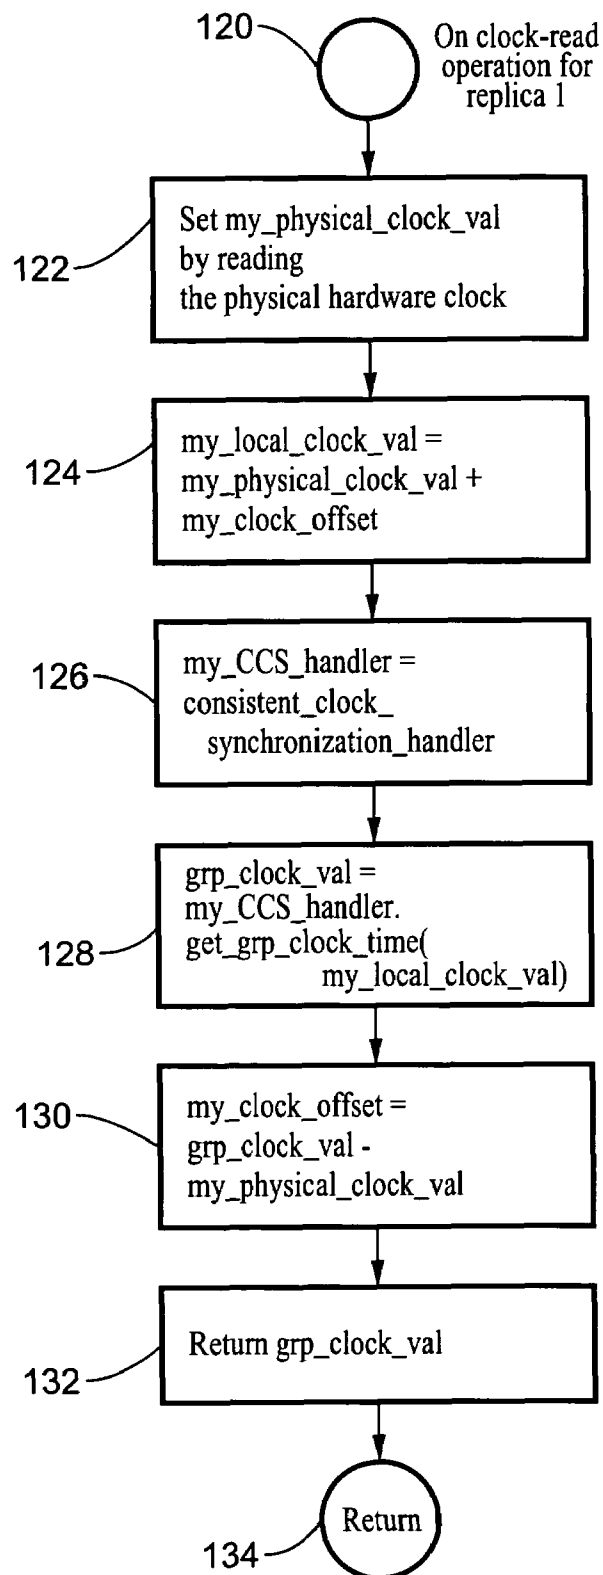 120
On clock-read
operation for
replica 1
122
Set my_physical_clock_val
by reading
the physical hardware clock
124
my_local_clock_val =
my_physical_clock_val +
my_clock_offset
126
my_CCS_handler =
consistent_clock_
synchronization_handler
128
grp_clock_val =
my_CCS_handler.
get_grp_clock_time(
my_local_clock_val)
130
my_clock_offset =
grp_clock_val -
my_physical_clock_val
132
Return grp_clock_val
134
Return